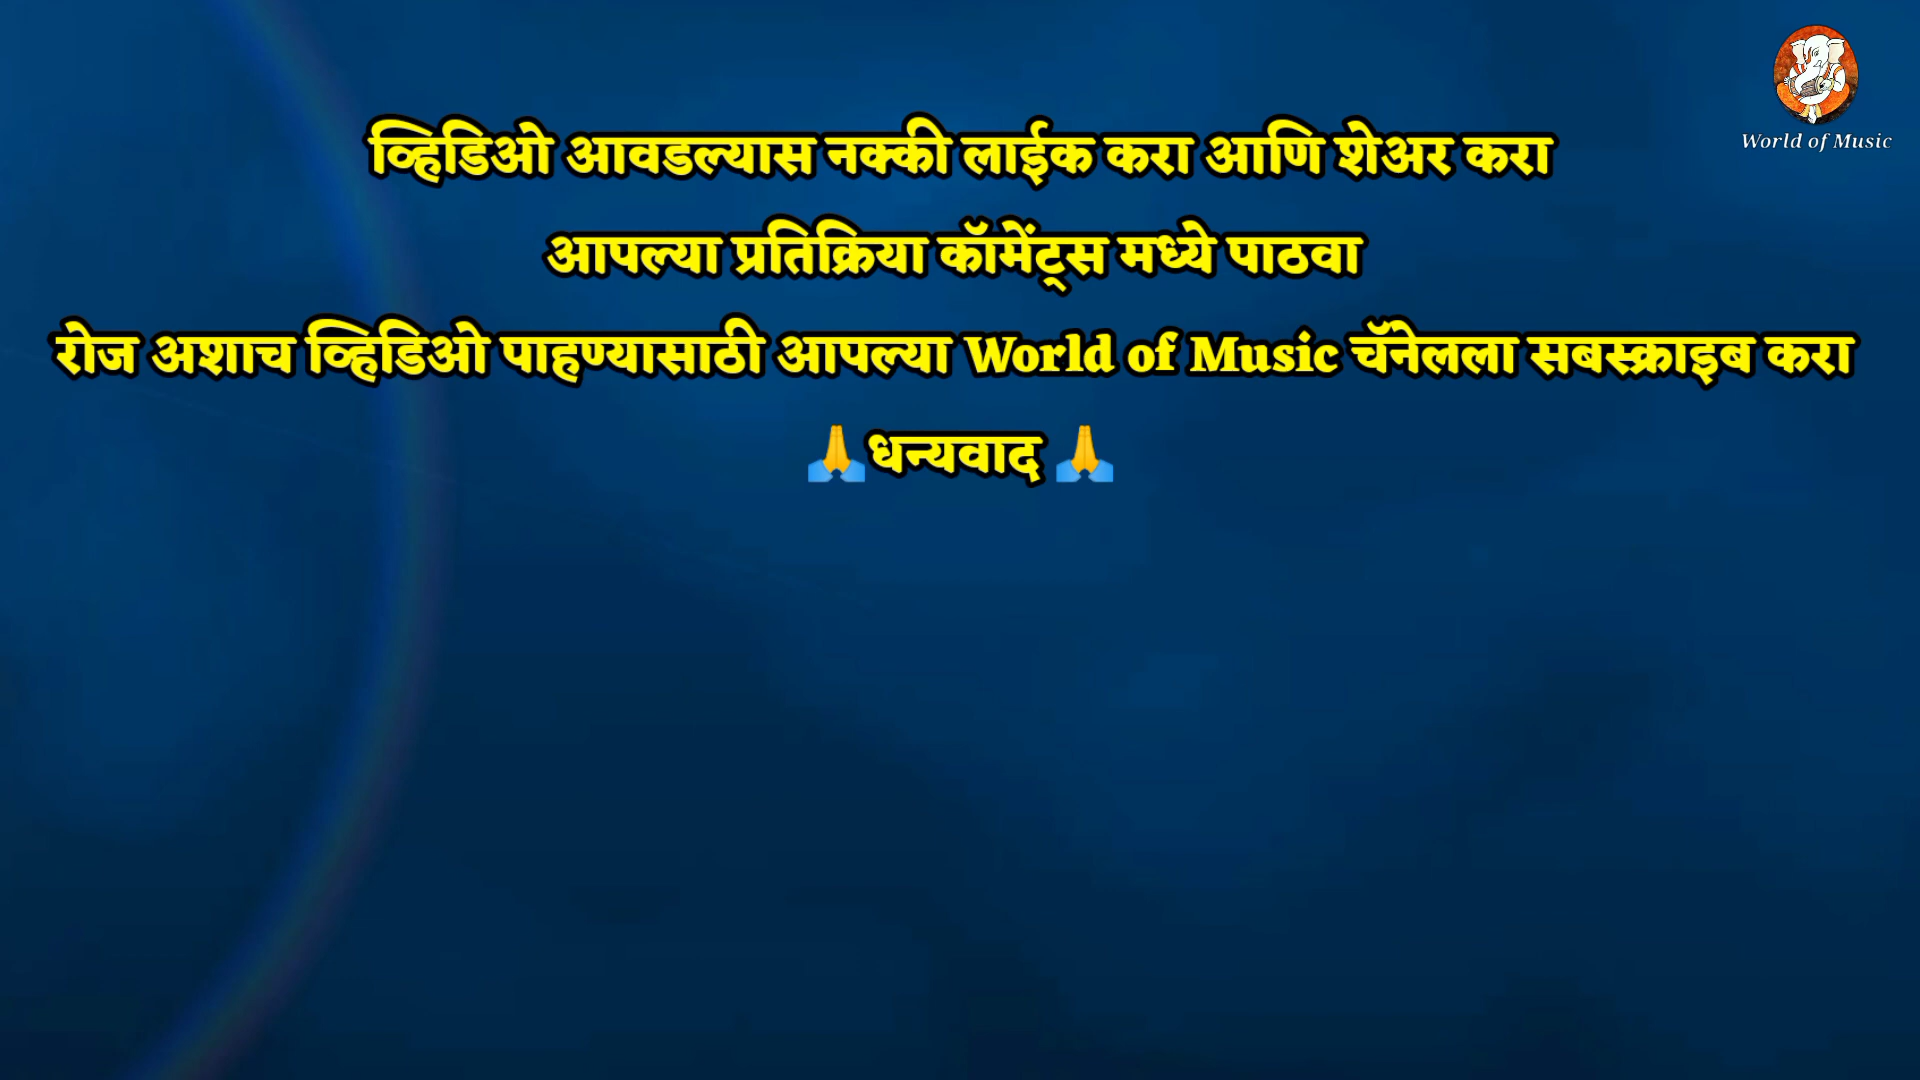 World of Music
व्हिडिओ आवडल्यास नक्की लाईक करा आणि शेअर करा
आपल्या प्रतिक्रिया कॉमेंट्स मध्ये पाठवा
रोज अशाच व्हिडिओ पाहण्यासाठी आपल्या World of Music चॅनेलला सबस्क्राइब करा
🙏धन्यवाद 🙏